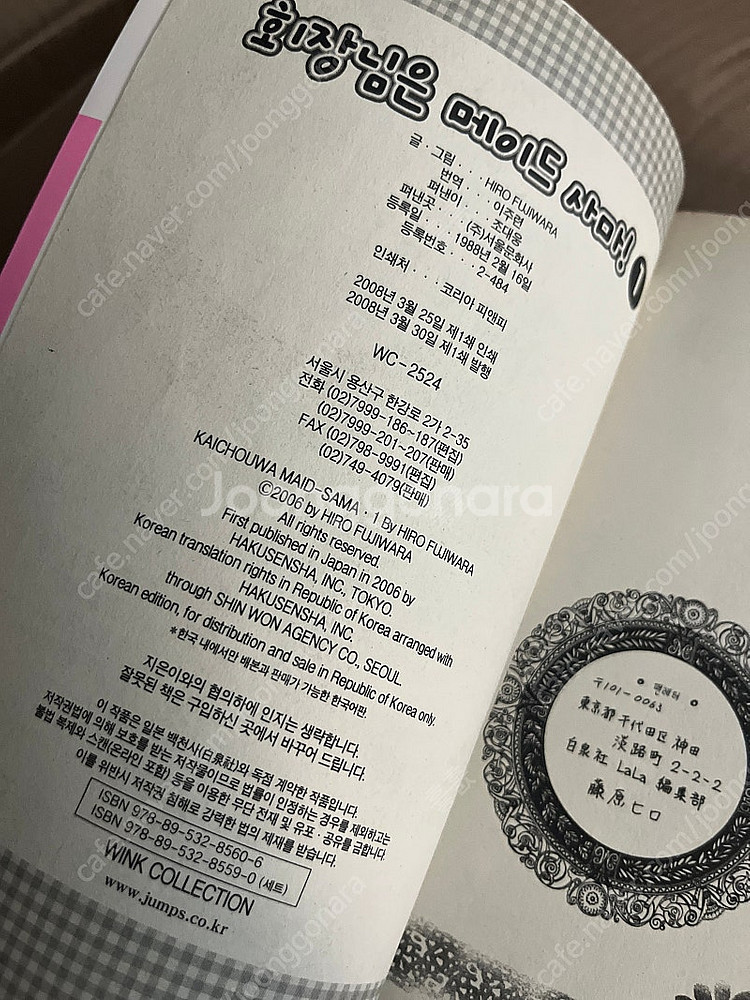 회장님은 메이드 사마! 1
글·그림 ··· HIRO FUJIWARA
번역 ··· 이주련
펴낸이 ··· 조대웅
펴낸곳 ··· (주)서울문화사
등록일 ··· 1988년 2월 16일
등록번호 ··· 2-484
인쇄처 ··· 코리아 피앤피
2008년 3월 25일 제1쇄 인쇄
2008년 3월 30일 제1쇄 발행
WC-2524
서울시 용산구 한강로 2가 2-35
전화 (02)7999-186~187(편집)
(02)7999-201~207(판매)
FAX (02)798-9991(편집)
(02)749-4079(판매)
KAICHOUWA MAID-SAMA · 1 By HIRO FUJIWARA
©2006 by HIRO FUJIWARA
All rights reserved.
First published in Japan in 2006 by
HAKUSENSHA, INC., TOKYO.
Korean translation rights in Republic of Korea arranged with
HAKUSENSHA, INC.
through SHIN WON AGENCY CO., SEOUL.
Korean edition, for distribution and sale in Republic of Korea only.
*한국 내에서만 배본과 판매가 가능한 한국어판.
지은이와의 협의하에 인지는 생략합니다.
잘못된 책은 구입하신 곳에서 바꾸어 드립니다.
이 작품은 일본 백천사(白泉社)와 독점 계약한 작품입니다.
저작권법에 의해 보호를 받는 저작물이므로 법률이 인정하는 경우를 제외하고는
불법 복제와 스캔(온라인 포함) 등을 이용한 무단 전재 및 유포·공유를 금합니다.
이를 위반시 저작권 침해로 강력한 법의 제재를 받습니다.
ISBN 978-89-532-8560-6
ISBN 978-89-532-8559-0 (세트)
WINK COLLECTION
www.jumps.co.kr
팬레터
〒101-0063
東京都千代田区神田
淡路町2-2-2
白泉社 LaLa 編集部
藤原ヒロ
Joonggonara
cafe.naver.com/joonggonara